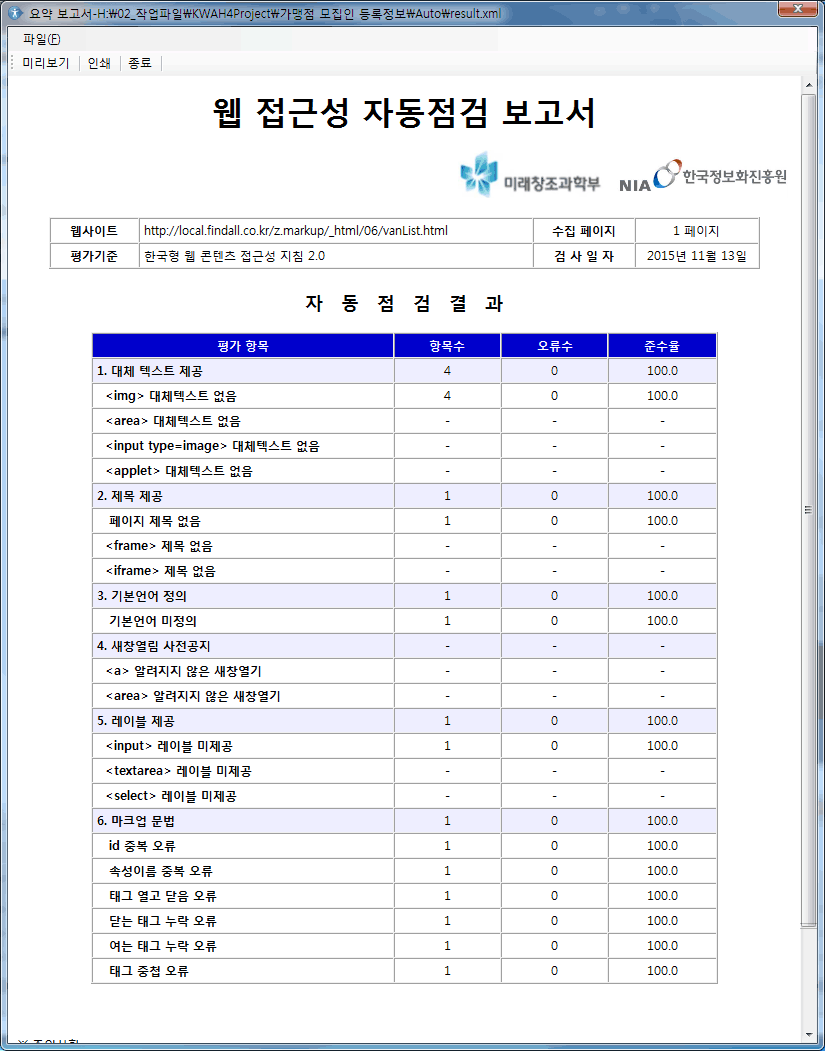 요약 보고서-H:₩02_작업파일₩KWAH4Project₩가맹점 모집인 등록정보₩Auto₩result.xml
파일(F)
미리보기 인쇄 종료
웹 접근성 자동점검 보고서
미래창조과학부 NIA 한국정보화진흥원
웹사이트 http://local.findall.co.kr/z.markup/_html/06/vanList.html 수집 페이지 1 페이지
평가기준 한국형 웹 콘텐츠 접근성 지침 2.0 검 사 일 자 2015년 11월 13일
자 동 점 검 결 과
평가 항목 항목수 오류수 준수율
1. 대체 텍스트 제공 4 0 100.0
<img> 대체텍스트 없음 4 0 100.0
<area> 대체텍스트 없음 - - -
<input type=image> 대체텍스트 없음 - - -
<applet> 대체텍스트 없음 - - -
2. 제목 제공 1 0 100.0
페이지 제목 없음 1 0 100.0
<frame> 제목 없음 - - -
<iframe> 제목 없음 - - -
3. 기본언어 정의 1 0 100.0
기본언어 미정의 1 0 100.0
4. 새창열림 사전공지 - - -
<a> 알려지지 않은 새창열기 - - -
<area> 알려지지 않은 새창열기 - - -
5. 레이블 제공 1 0 100.0
<input> 레이블 미제공 1 0 100.0
<textarea> 레이블 미제공 - - -
<select> 레이블 미제공 - - -
6. 마크업 문법 1 0 100.0
id 중복 오류 1 0 100.0
속성이름 중복 오류 1 0 100.0
태그 열고 닫음 오류 1 0 100.0
닫는 태그 누락 오류 1 0 100.0
여는 태그 누락 오류 1 0 100.0
태그 중첩 오류 1 0 100.0